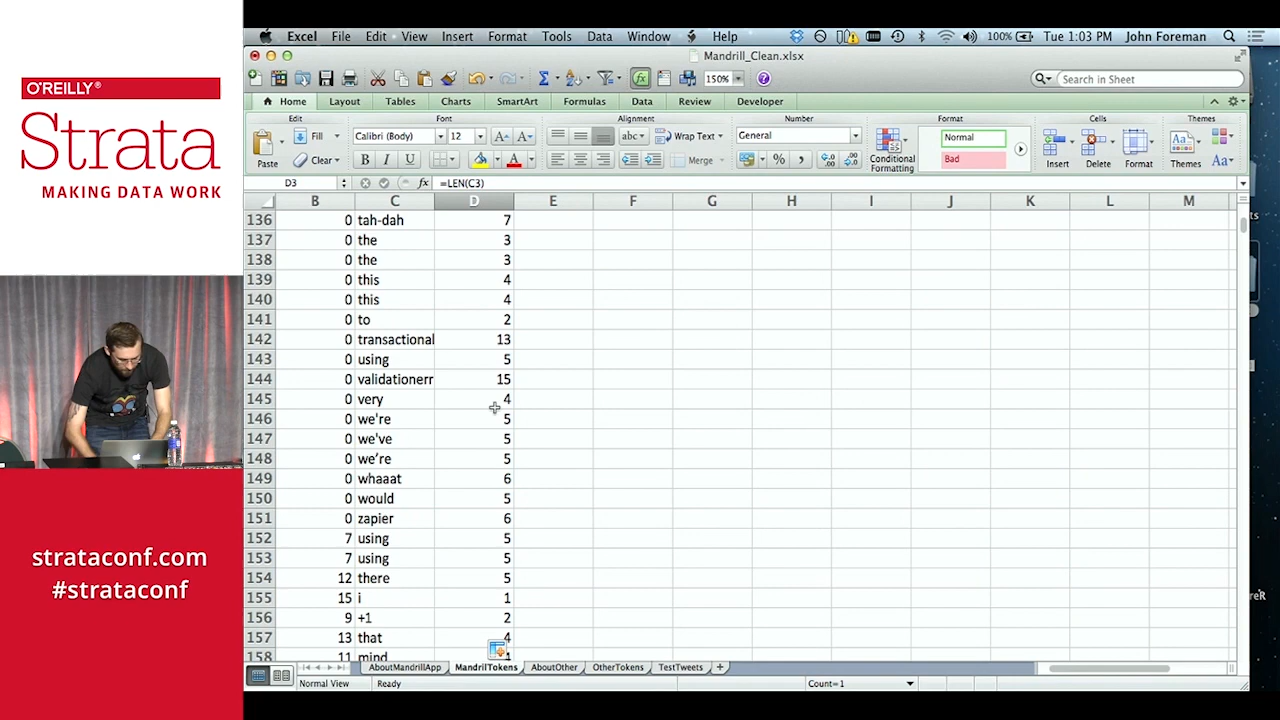 O'REILLY®
Strata
MAKING DATA WORK
strataconf.com
#strataconf
Excel File Edit View Insert Format Tools Data Window Help 100% Tue 1:03 PM John Foreman
Mandrill_Clean.xlsx
150% Search in Sheet
Home Layout Tables Charts SmartArt Formulas Data Review Developer
Edit Font Alignment Number Format Cells Themes
Fill Calibri (Body) 12 A A abc Wrap Text General Normal
Paste Clear B I U A Merge % Bad Conditional Formatting Insert Delete Format Themes Aa
D3 fx =LEN(C3)
B C D E F G H I J K L M
136 0 tah-dah 7
137 0 the 3
138 0 the 3
139 0 this 4
140 0 this 4
141 0 to 2
142 0 transactional 13
143 0 using 5
144 0 validationerr 15
145 0 very 4
146 0 we're 5
147 0 we've 5
148 0 we’re 5
149 0 whaaat 6
150 0 would 5
151 0 zapier 6
152 7 using 5
153 7 using 5
154 12 there 5
155 15 i 1
156 9 +1 2
157 13 that 4
158 11 mind 4
AboutMandrillApp MandrilTokens AboutOther OtherTokens TestTweets +
Normal View Ready Count=1